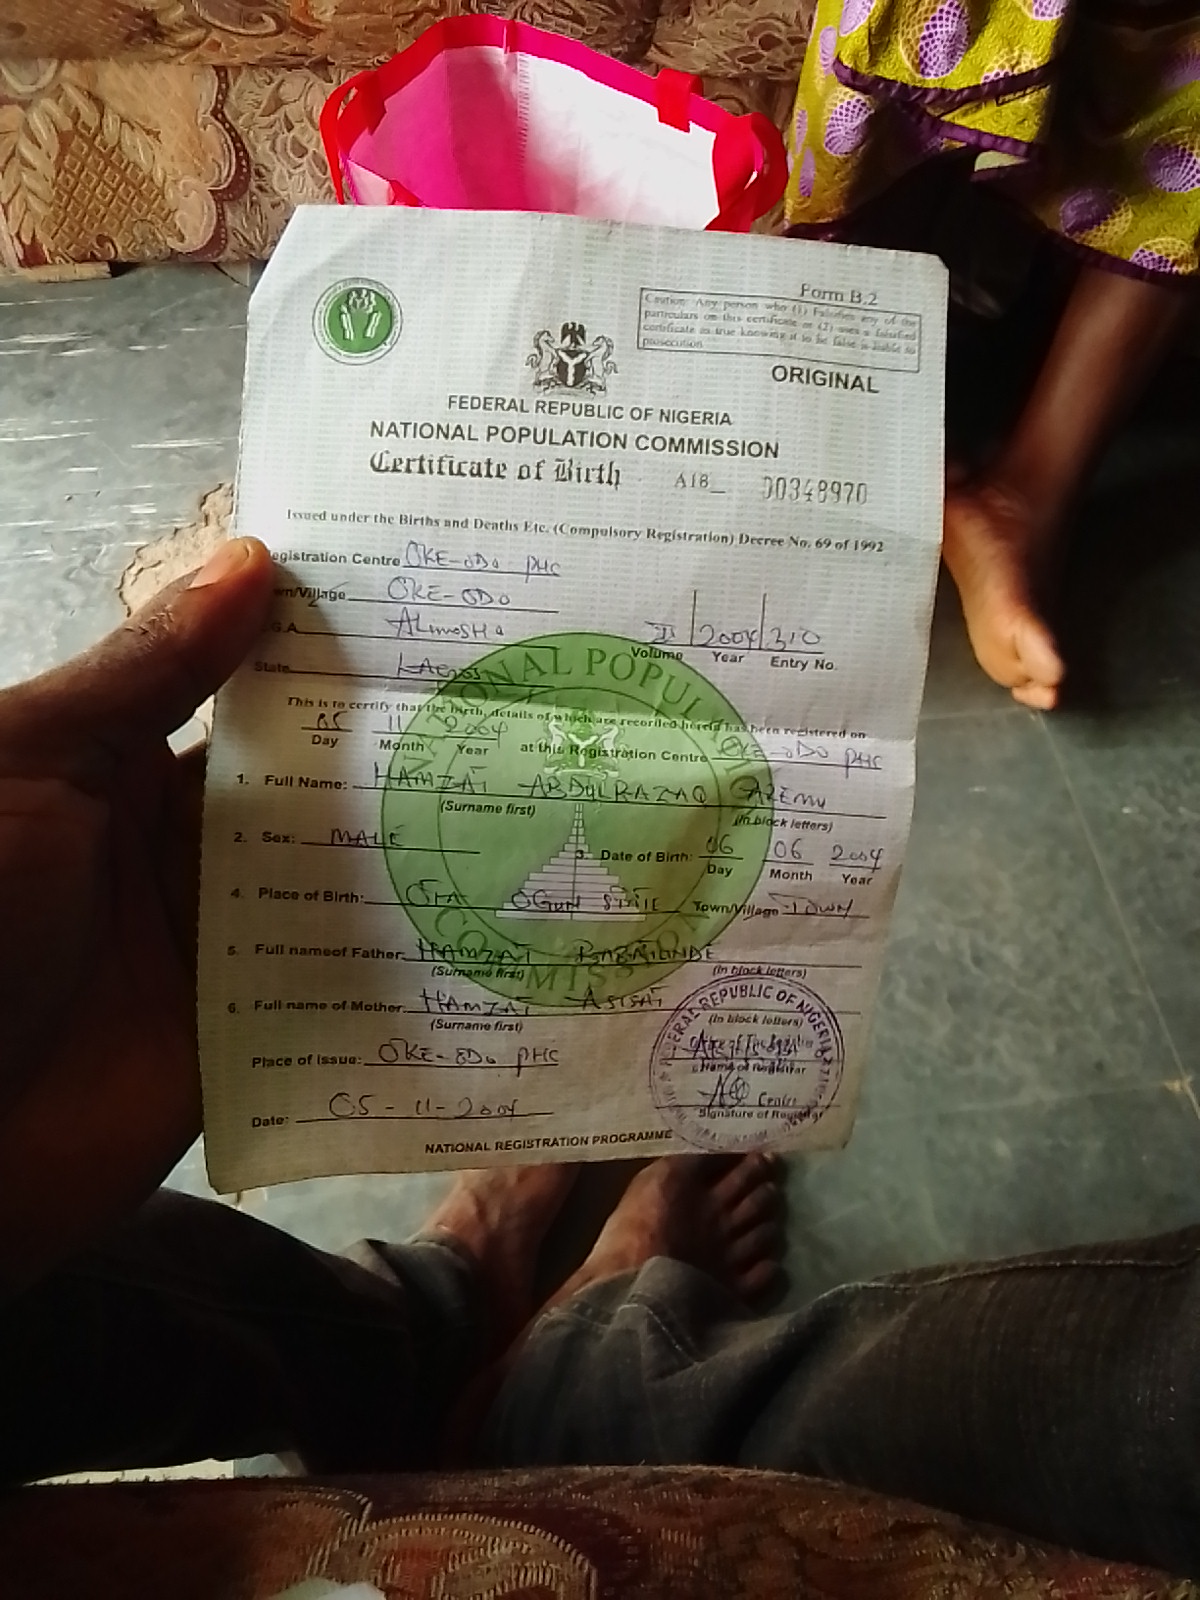 Form B.2
Caution: Any person who (1) Falsifies any of the
particulars on this certificate or (2) uses a falsified
certificate as true knowing it to be false is liable to
prosecution
ORIGINAL
FEDERAL REPUBLIC OF NIGERIA
NATIONAL POPULATION COMMISSION
Certificate of Birth A18_ 00348970
Issued under the Births and Deaths Etc. (Compulsory Registration) Decree No. 69 of 1992
egistration Centre OKE-ODO PHC
wn/Village OKE-ODO
G.A ALIMOSHO
II 2004 310
Volume Year Entry No.
State LAGOS
This is to certify that the birth, details of which are recorded herein has been registered on
05 11 2004 at this Registration Centre OKE-ODO PHC
Day Month Year
1. Full Name: HAMZAT ABDULRAZAQ AREMU
(Surname first) (In block letters)
2. Sex: MALE 3. Date of Birth: 06 06 2004
Day Month Year
4. Place of Birth: OTA OGUN STATE Town/Village TOWN
5. Full name of Father: HAMZAT BABATUNDE
(Surname first) (In block letters)
6. Full name of Mother: HAMZAT ASISAT
(Surname first) (In block letters)
Place of issue: OKE-ODO PHC
Name of Registrar
Date: 05-11-2004
Signature of Registrar
NATIONAL REGISTRATION PROGRAMME
NATIONAL POPULATION COMMISSION
FEDERAL REPUBLIC OF NIGERIA